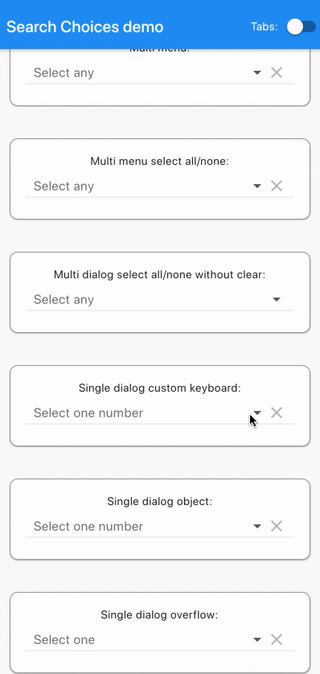 Search Choices demo
Tabs:
Multi menu:
Select any
Multi menu select all/none:
Select any
Multi dialog select all/none without clear:
Select any
Single dialog custom keyboard:
Select one number
Single dialog object:
Select one number
Single dialog overflow:
Select one